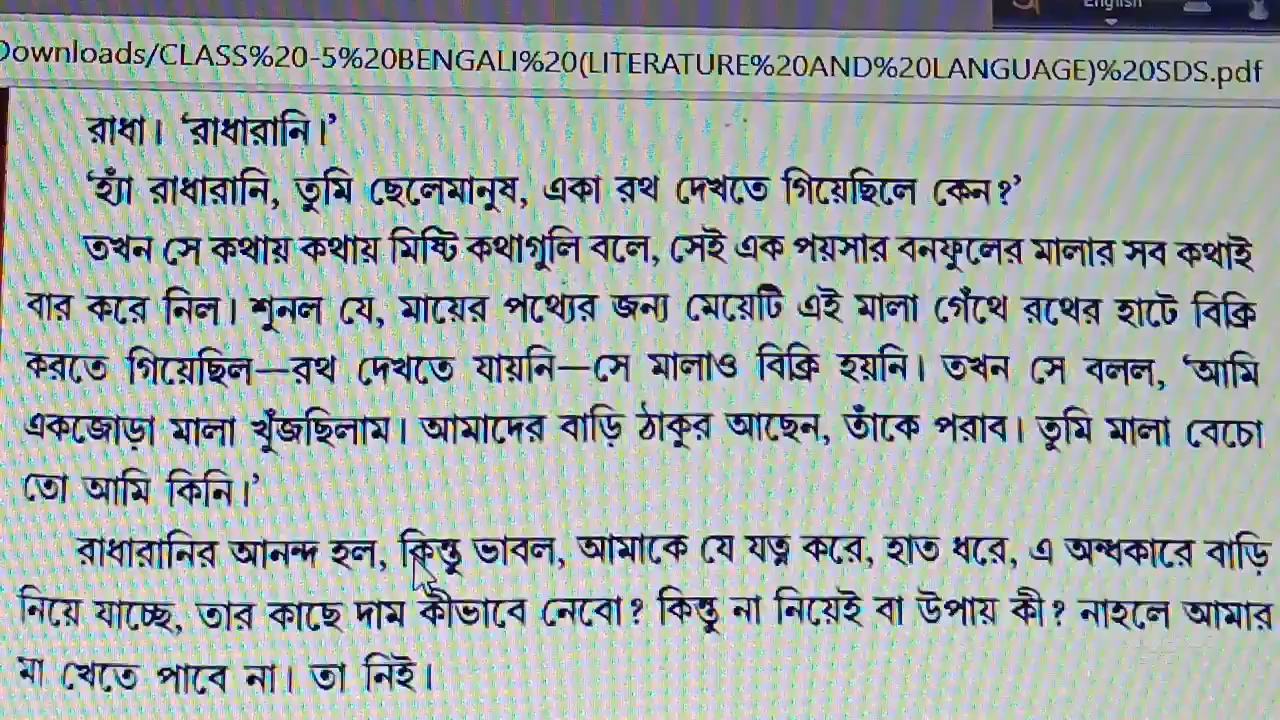 English
Downloads/CLASS%20-5%20BENGALI%20(LITERATURE%20AND%20LANGUAGE)%20SDS.pdf
রাধা। 'রাধারানি।'
'হ্যাঁ রাধারানি, তুমি ছেলেমানুষ, একা রথ দেখতে গিয়েছিলে কেন?'
তখন সে কথায় কথায় মিষ্টি কথাগুলি বলে, সেই এক পয়সার বনফুলের মালার সব কথাই
বার করে নিল। শুনল যে, মায়ের পথ্যের জন্য মেয়েটি এই মালা গেঁথে রথের হাটে বিক্রি
করতে গিয়েছিল—রথ দেখতে যায়নি—সে মালাও বিক্রি হয়নি। তখন সে বলল, 'আমি
একজোড়া মালা খুঁজছিলাম। আমাদের বাড়ি ঠাকুর আছেন, তাঁকে পরাব। তুমি মালা বেচো
তো আমি কিনি।'
রাধারানির আনন্দ হল, কিন্তু ভাবল, আমাকে যে যত্ন করে, হাত ধরে, এ অন্ধকারে বাড়ি
নিয়ে যাচ্ছে, তার কাছে দাম কীভাবে নেবো? কিন্তু না নিয়েই বা উপায় কী? নাহলে আমার
মা খেতে পাবে না। তা নিই।